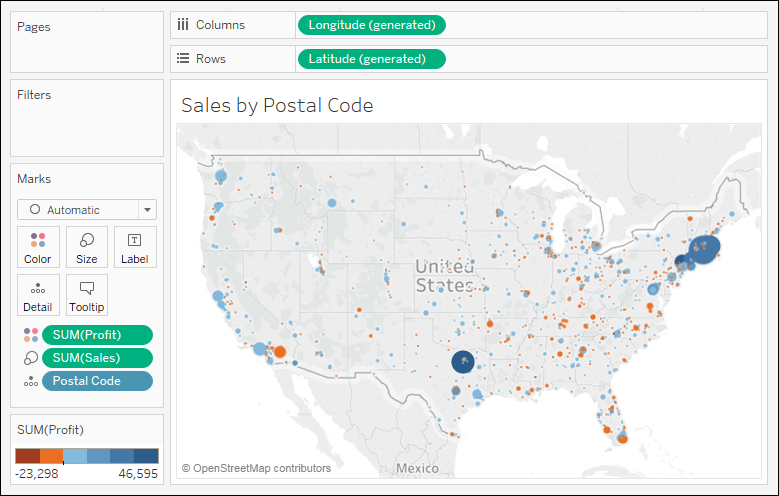 Pages
Columns
Longitude (generated)
Rows
Latitude (generated)
Filters
Sales by Postal Code
Marks
Automatic
Color
Size
Label
T
Detail
Tooltip
SUM(Profit)
SUM(Sales)
Postal Code
SUM(Profit)
-23,298
46,595
United
States
Mexico
© OpenStreetMap contributors